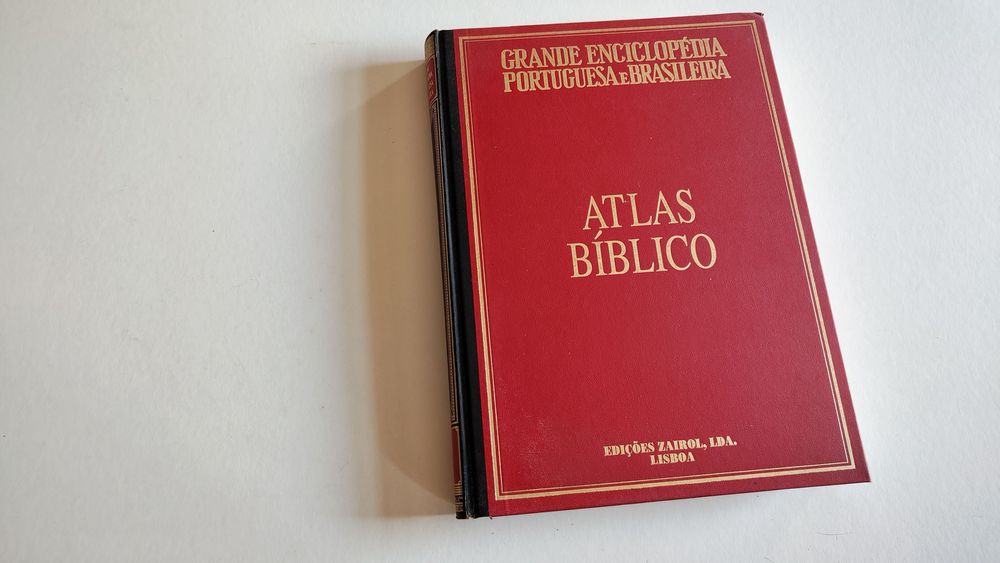 GRANDE ENCICLOPÉDIA
PORTUGUESA E BRASILEIRA
ATLAS
BÍBLICO
EDIÇÕES ZAIROL, LDA.
LISBOA